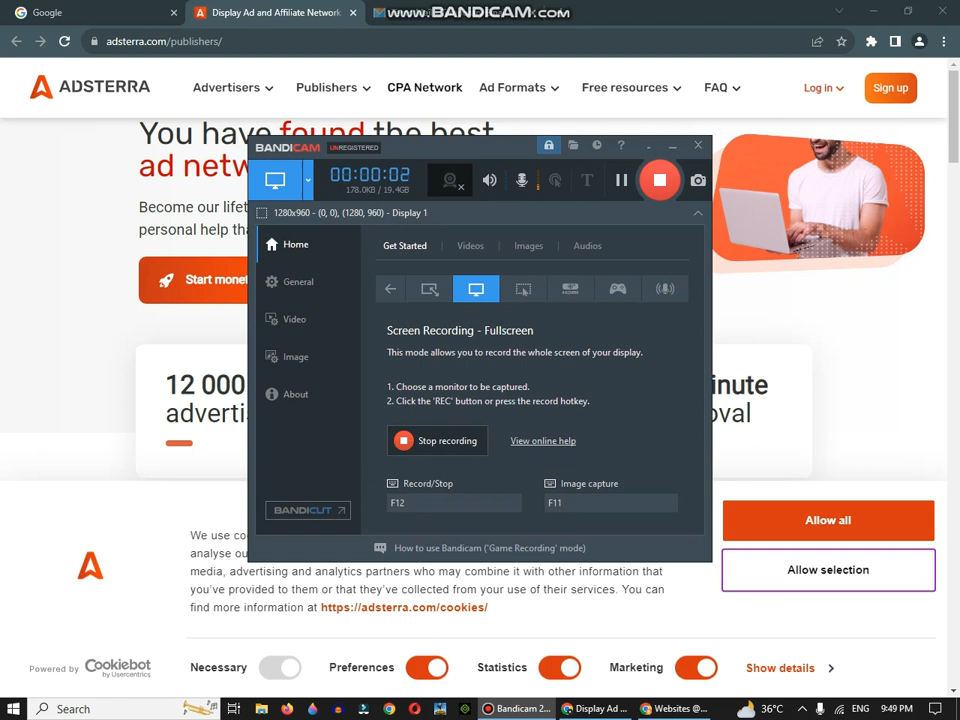 Google
Display Ad and Affiliate Network
www.BANDICAM.com
adsterra.com/publishers/
ADSTERRA
Advertisers
Publishers
CPA Network
Ad Formats
Free resources
FAQ
Log in
Sign up
You have found the best
ad netw
Become our lifet
personal help tha
Start monet
BANDICAM
UNREGISTERED
00:00:02
178.0KB / 19.4GB
1280x960 - (0, 0), (1280, 960) - Display 1
Home
General
Video
Image
About
BANDICUT
Get Started
Videos
Images
Audios
Screen Recording - Fullscreen
This mode allows you to record the whole screen of your display.
1. Choose a monitor to be captured.
2. Click the 'REC' button or press the record hotkey.
Stop recording
View online help
Record/Stop
Image capture
F12
F11
How to use Bandicam ('Game Recording' mode)
12 000
advertis
inute
oval
We use coo
analyse ou
media, advertising and analytics partners who may combine it with other information that
you've provided to them or that they've collected from your use of their services. You can
find more information at https://adsterra.com/cookies/
Allow all
Allow selection
Powered by Cookiebot
by Usercentrics
Necessary
Preferences
Statistics
Marketing
Show details
Search
Bandicam 2...
Display Ad ...
Websites @...
36°C
ENG
9:49 PM